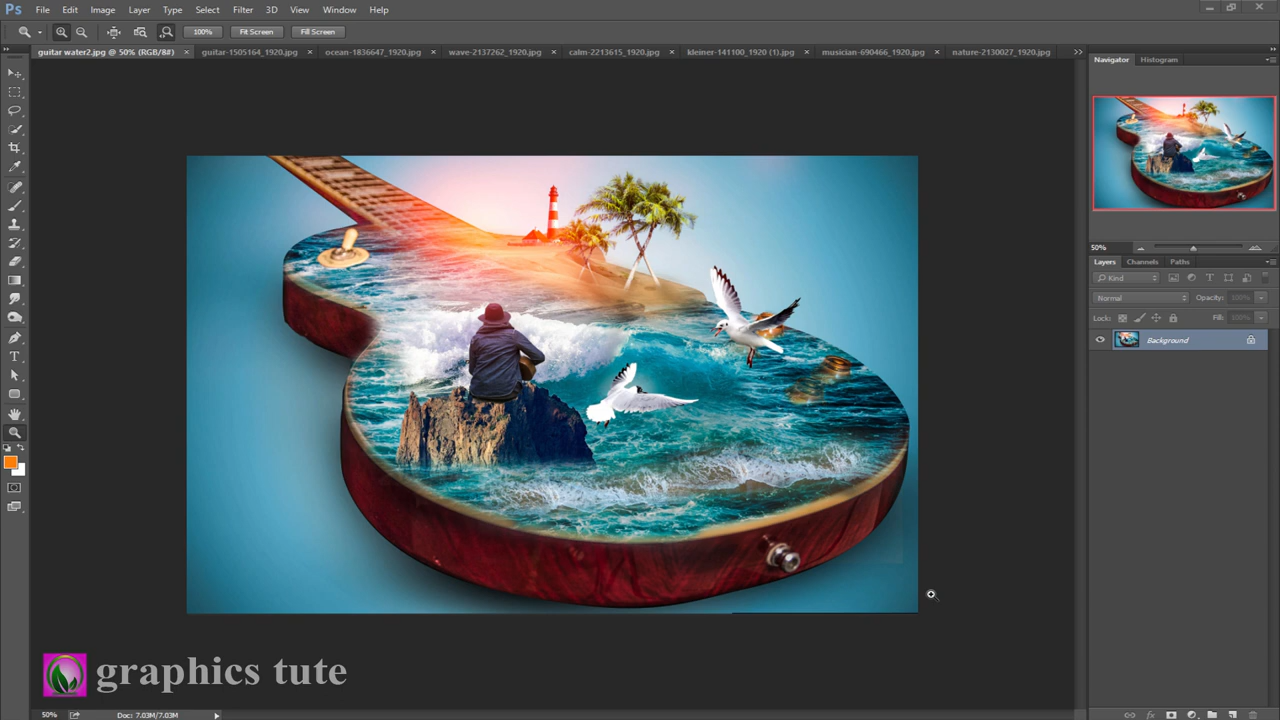 Ps File Edit Image Layer Type Select Filter 3D View Window Help
100% Fit Screen Fill Screen
guitar water2.jpg @ 50% (RGB/8#) × guitar-1505164_1920.jpg × ocean-1836647_1920.jpg × wave-2137262_1920.jpg × calm-2213615_1920.jpg × kleiner-141100_1920 (1).jpg × musician-690466_1920.jpg × nature-2130027_1920.jpg
Navigator Histogram
50%
Layers Channels Paths
Kind
Normal Opacity: 100%
Lock: Fill: 100%
Background
graphics tute
50% Doc: 7.03M/7.03M